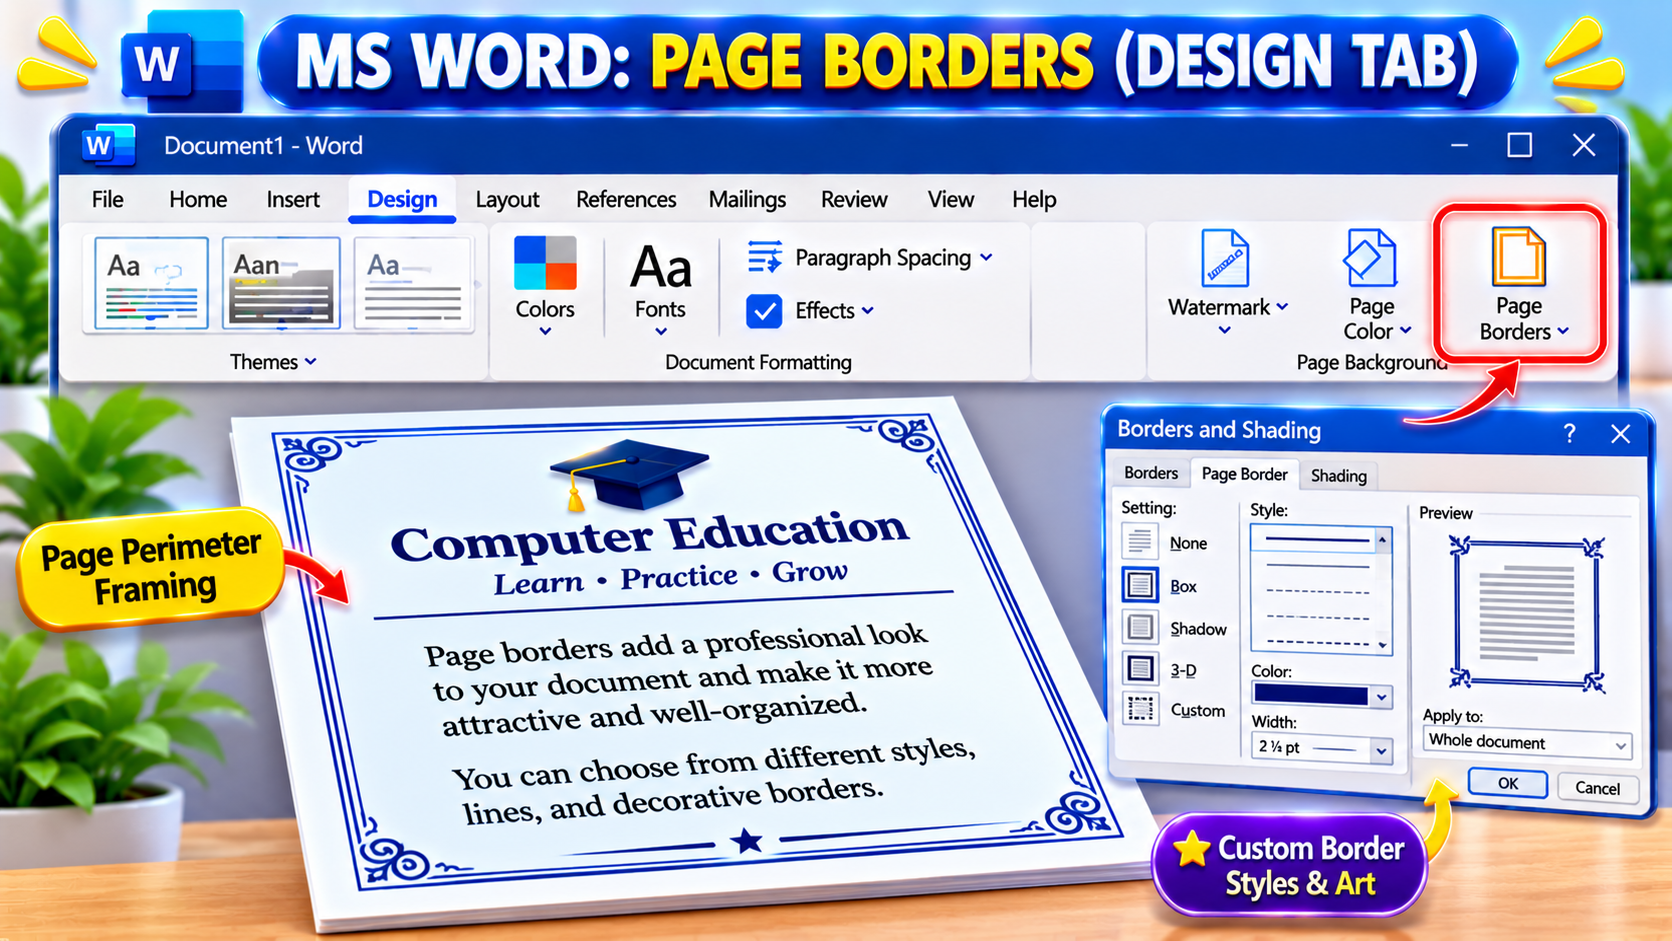 W
MS WORD: PAGE BORDERS (DESIGN TAB)
W Document1 - Word
File Home Insert Design Layout References Mailings Review View Help
Aa Aan Aa
Themes
Colors
Aa
Fonts
Paragraph Spacing
Effects
Document Formatting
Watermark
Page
Color
Page
Borders
Page Background
Page Perimeter
Framing
Computer Education
Learn • Practice • Grow
Page borders add a professional look
to your document and make it more
attractive and well-organized.
You can choose from different styles,
lines, and decorative borders.
Borders and Shading ?
Borders Page Border Shading
Setting:
None
Box
Shadow
3-D
Custom
Style:
Color:
Width:
2 ¼ pt
Preview
Apply to:
Whole document
OK Cancel
Custom Border
Styles & Art